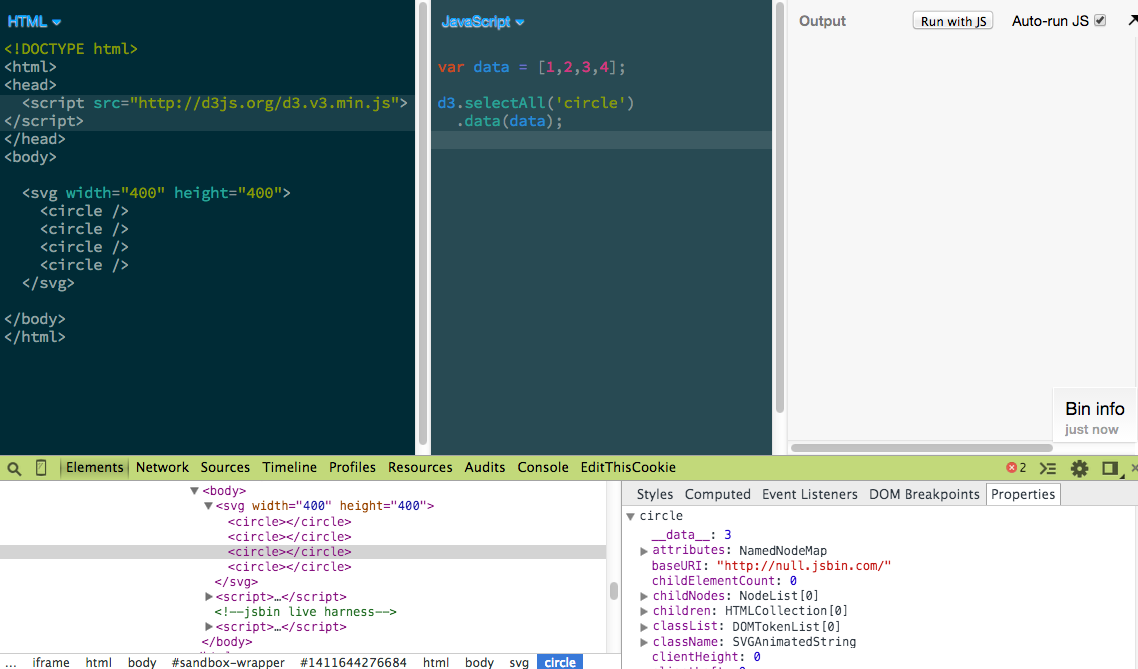 HTML
<!DOCTYPE html>
<html>
<head>
<script src="http://d3js.org/d3.v3.min.js">
</script>
</head>
<body>
<svg width="400" height="400">
<circle />
<circle />
<circle />
<circle />
</svg>
</body>
</html>
JavaScript
var data = [1,2,3,4];
d3.selectAll('circle')
.data(data);
Output
Run with JS
Auto-run JS
Bin info
just now
Elements Network Sources Timeline Profiles Resources Audits Console EditThisCookie
2
<body>
<svg width="400" height="400">
<circle></circle>
<circle></circle>
<circle></circle>
<circle></circle>
</svg>
<script>…</script>
<!--jsbin live harness-->
<script>…</script>
</body>
... iframe html body #sandbox-wrapper #1411644276684 html body svg circle
Styles Computed Event Listeners DOM Breakpoints Properties
circle
__data__: 3
attributes: NamedNodeMap
baseURI: "http://null.jsbin.com/"
childElementCount: 0
childNodes: NodeList[0]
children: HTMLCollection[0]
classList: DOMTokenList[0]
className: SVGAnimatedString
clientHeight: 0